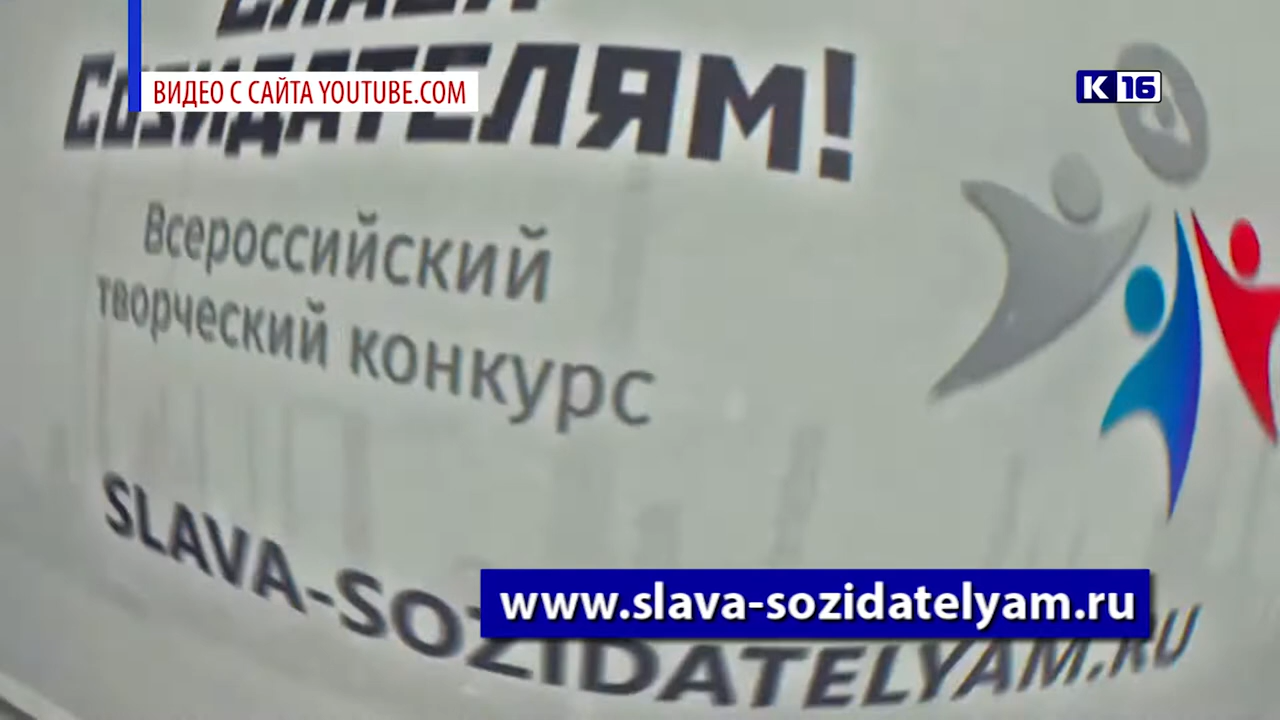 СОЗИДАТЕЛЯМ!
ВИДЕО С САЙТА YOUTUBE.COM
К 16
Всероссийский
творческий конкурс
SLAVA-SOZIDATELYAM.RU
www.slava-sozidatelyam.ru